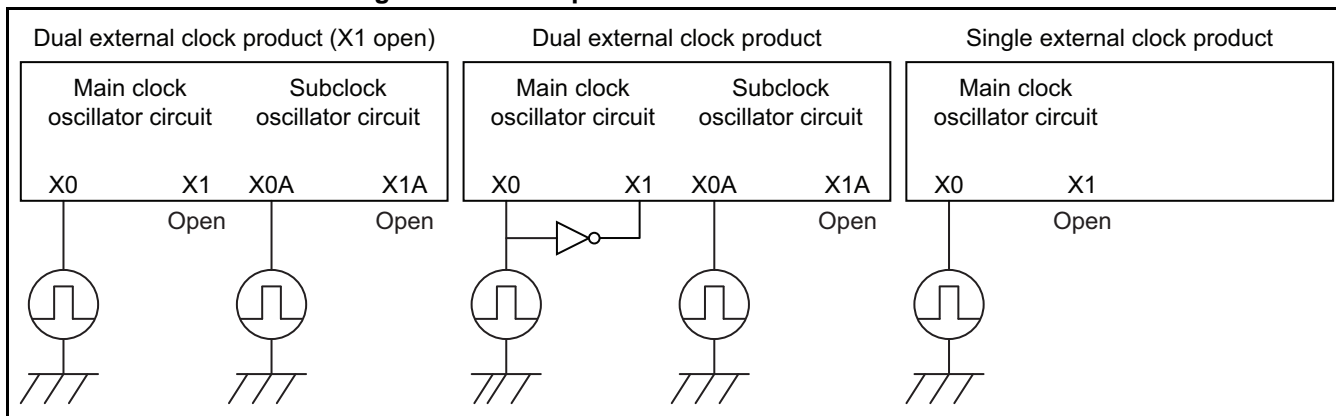 Dual external clock product (X1 open)
Main clock
oscillator circuit
Subclock
oscillator circuit
X0 X1 X0A X1A
Open Open
Dual external clock product
Main clock
oscillator circuit
Subclock
oscillator circuit
X0 X1 X0A X1A
Open
Single external clock product
Main clock
oscillator circuit
X0 X1
Open